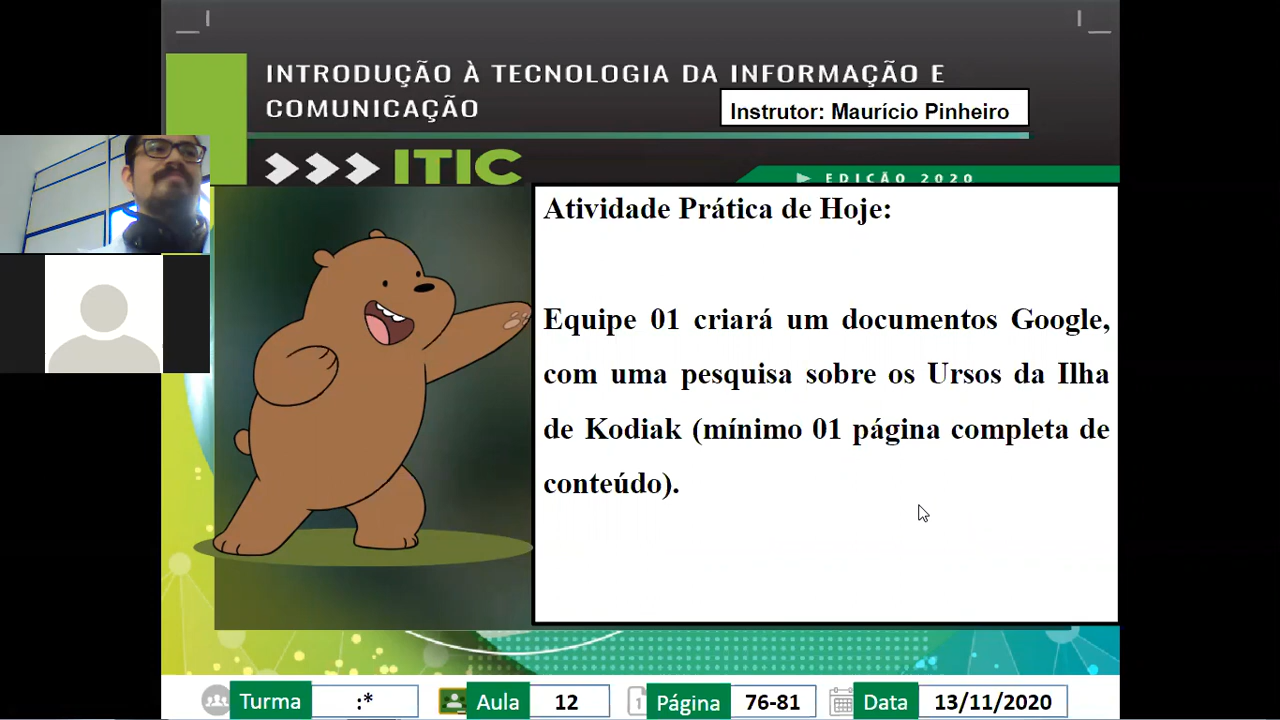 INTRODUÇÃO À TECNOLOGIA DA INFORMAÇÃO E
COMUNICAÇÃO
Instrutor: Maurício Pinheiro
ITIC
EDIÇÃO 2020
Atividade Prática de Hoje:
Equipe 01 criará um documentos Google,
com uma pesquisa sobre os Ursos da Ilha
de Kodiak (mínimo 01 página completa de
conteúdo).
Turma :* Aula 12 Página 76-81 Data 13/11/2020